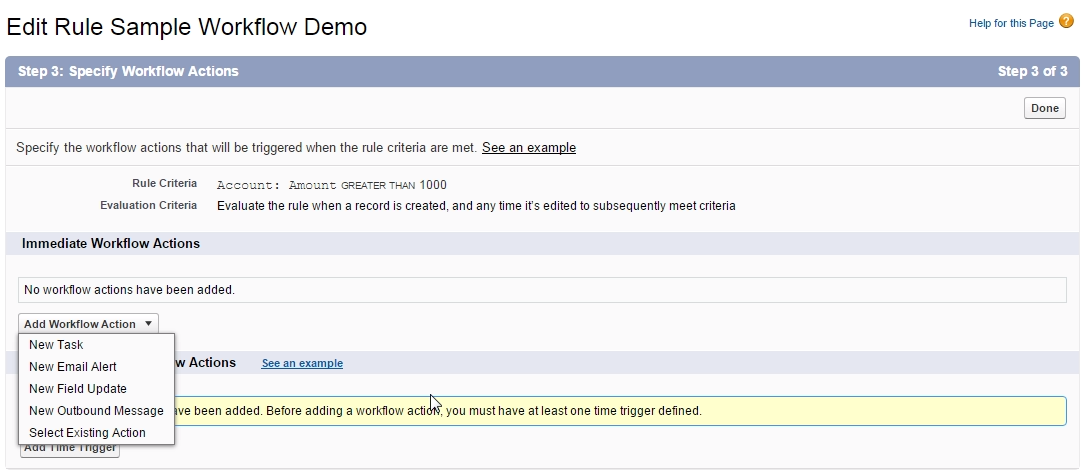 Edit Rule Sample Workflow Demo
Help for this Page ?
Step 3: Specify Workflow Actions Step 3 of 3
Done
Specify the workflow actions that will be triggered when the rule criteria are met. See an example
Rule Criteria Account: Amount GREATER THAN 1000
Evaluation Criteria Evaluate the rule when a record is created, and any time it's edited to subsequently meet criteria
Immediate Workflow Actions
No workflow actions have been added.
Add Workflow Action
New Task
New Email Alert
w Actions See an example
New Field Update
New Outbound Message
ave been added. Before adding a workflow action, you must have at least one time trigger defined.
Select Existing Action
Add Time Trigger